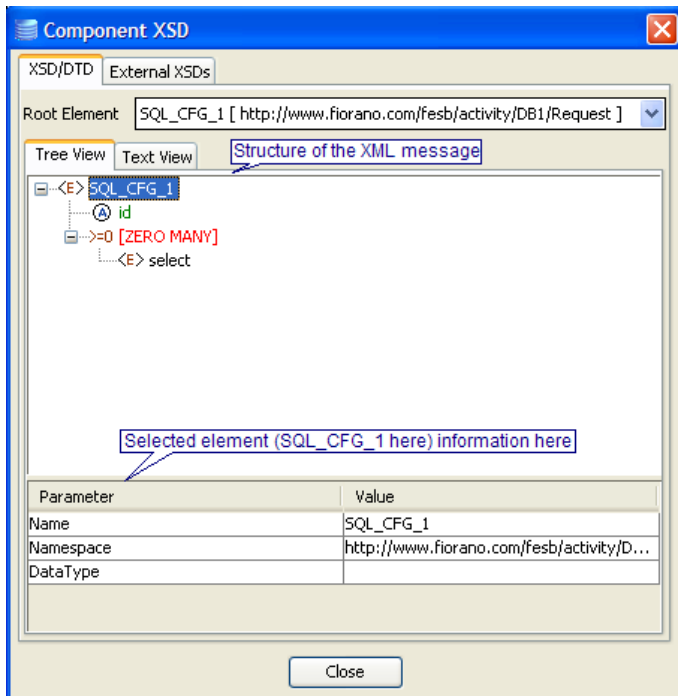 Component XSD
XSD/DTD External XSDs
Root Element SQL_CFG_1 [ http://www.fiorano.com/fesb/activity/DB1/Request ]
Tree View Text View
Structure of the XML message
<E> SQL_CFG_1
A id
>=0 [ZERO MANY]
<E> select
Selected element (SQL_CFG_1 here) information here
Parameter Value
Name SQL_CFG_1
Namespace http://www.fiorano.com/fesb/activity/D...
DataType
Close